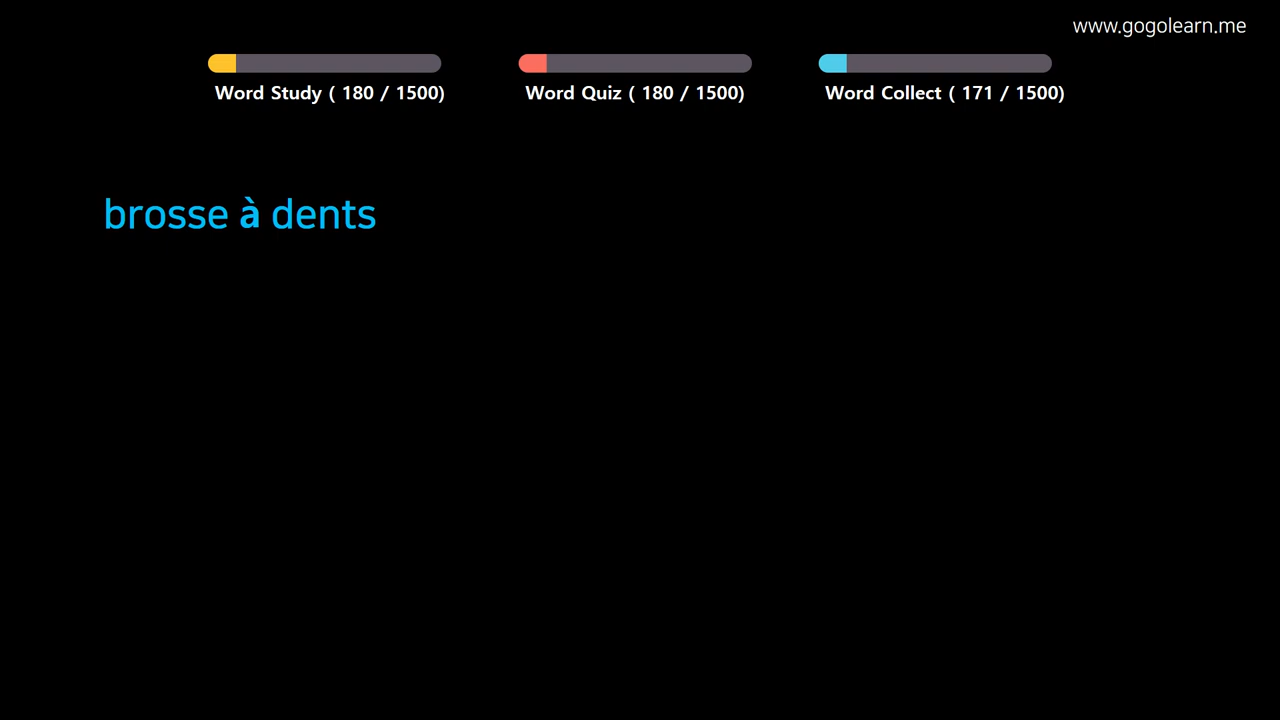 www.gogolearn.me
Word Study ( 180 / 1500)
Word Quiz ( 180 / 1500)
Word Collect ( 171 / 1500)
brosse à dents